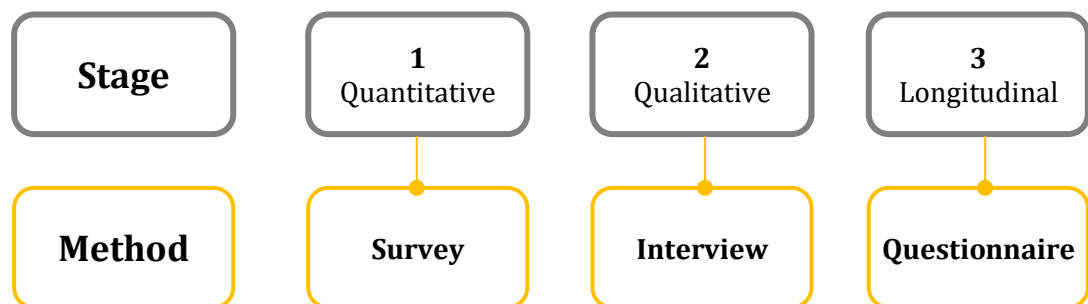 Stage
1
Quantitative
2
Qualitative
3
Longitudinal
Method
Survey
Interview
Questionnaire